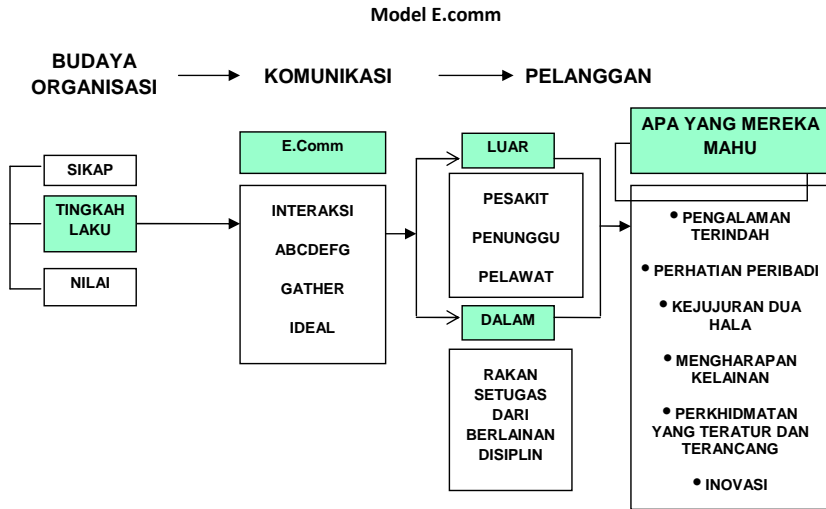 Model E.comm
BUDAYA
ORGANISASI
KOMUNIKASI
PELANGGAN
SIKAP
TINGKAH
LAKU
NILAI
E.Comm
INTERAKSI
ABCDEFG
GATHER
IDEAL
LUAR
PESAKIT
PENUNGGU
PELAWAT
DALAM
RAKAN
SETUGAS
DARI
BERLAINAN
DISIPLIN
APA YANG MEREKA
MAHU
• PENGALAMAN
TERINDAH
• PERHATIAN PERIBADI
• KEJUJURAN DUA
HALA
• MENGHARAPAN
KELAINAN
• PERKHIDMATAN
YANG TERATUR DAN
TERANCANG
• INOVASI